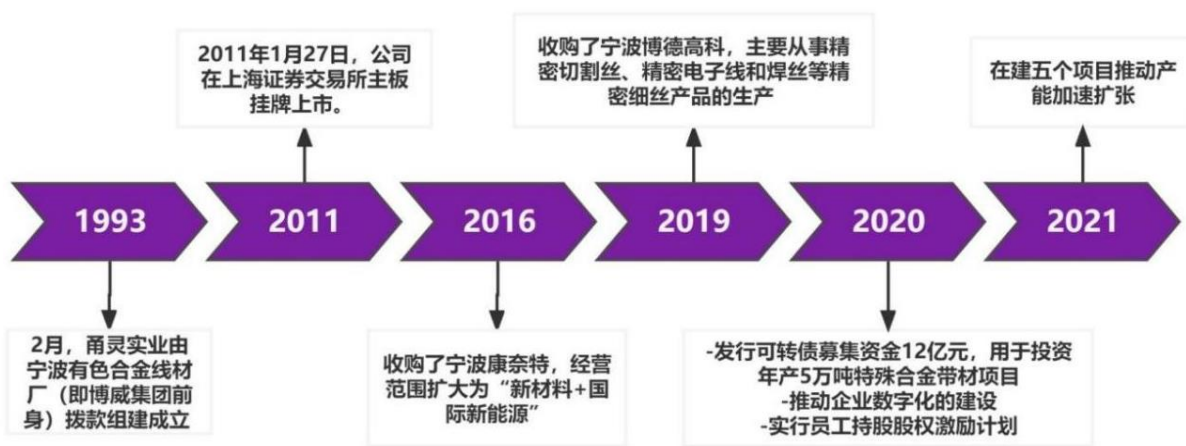 2011年1月27日，公司
在上海证券交易所主板
挂牌上市。
收购了宁波博德高科，主要从事精
密切割丝、精密电子线和焊丝等精
密细丝产品的生产
在建五个项目推动产
能加速扩张
1993
2011
2016
2019
2020
2021
2月，甬灵实业由
宁波有色合金线材
厂（即博威集团前
身）拨款组建成立
收购了宁波康奈特，经营
范围扩大为“新材料+国
际新能源”
-发行可转债募集资金12亿元，用于投资
年产5万吨特殊合金带材项目
-推动企业数字化的建设
-实行员工持股股权激励计划